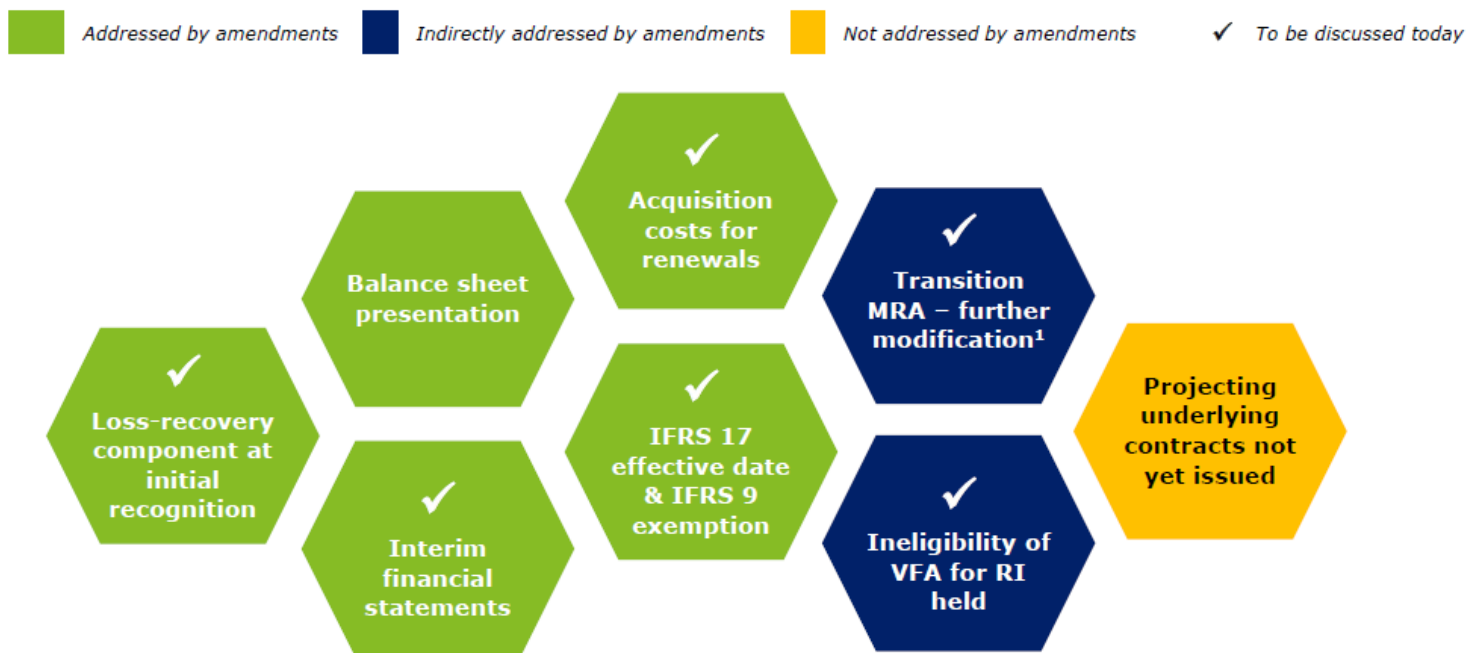 Addressed by amendments
Indirectly addressed by amendments
Not addressed by amendments
✓ To be discussed today
✓
Loss-recovery
component at
initial
recognition
Balance sheet
presentation
✓
Interim
financial
statements
✓
Acquisition
costs for
renewals
✓
IFRS 17
effective date
& IFRS 9
exemption
✓
Transition
MRA – further
modification¹
✓
Ineligibility of
VFA for RI
held
Projecting
underlying
contracts not
yet issued